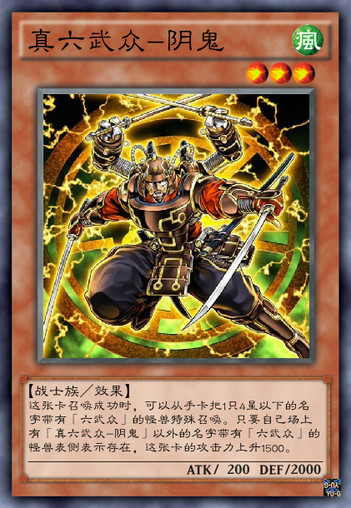 真六武众-阴鬼
風
【战士族／效果】
这张卡召唤成功时，可以从手卡把1只4星以下的名
字带有「六武众」的怪兽特殊召唤。只要自己场上
有「真六武众-阴鬼」以外的名字带有「六武众」的
怪兽表侧表示存在，这张卡的攻击力上升1500。
ATK/ 200 DEF/2000